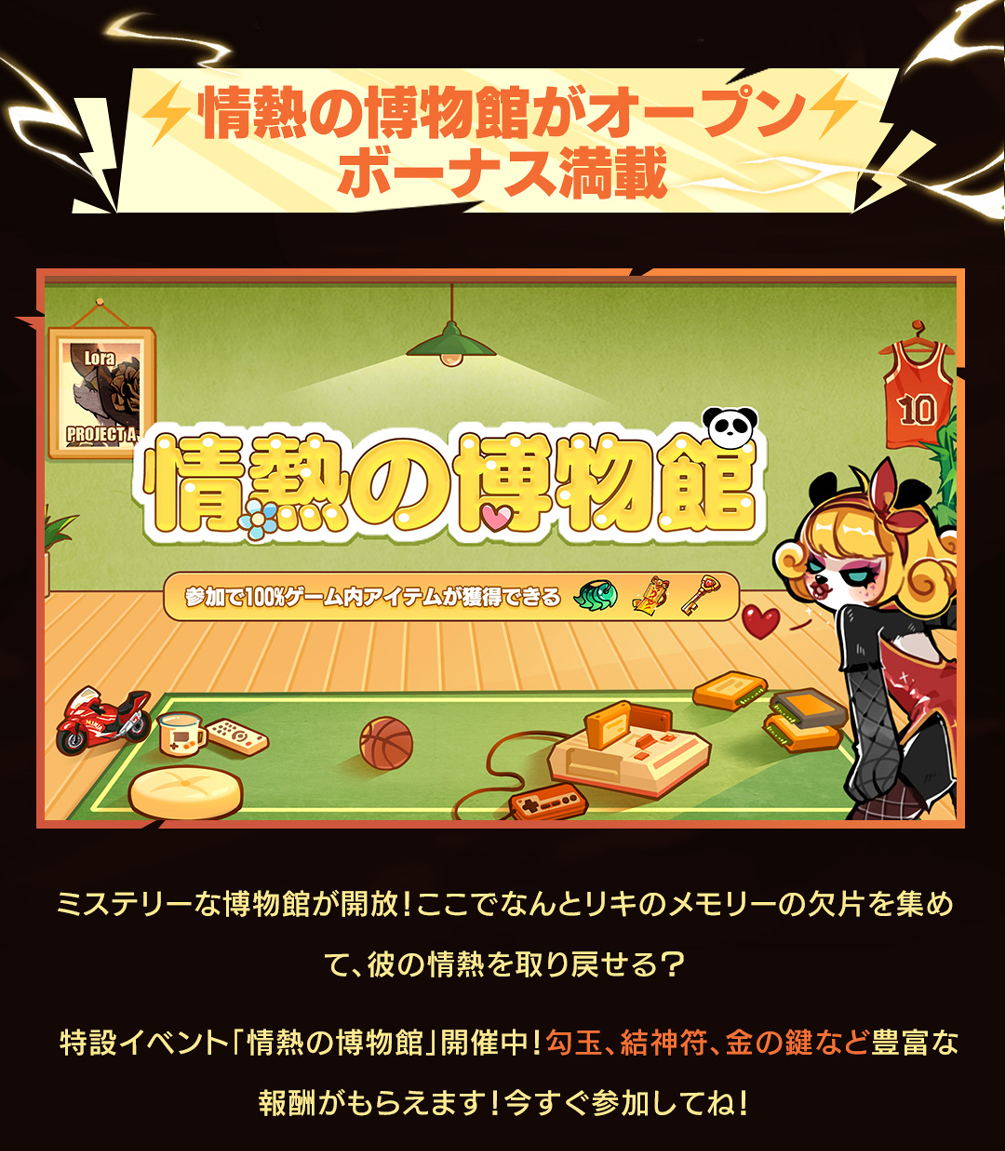 情熱の博物館がオープン
ボーナス満載
Lora
PROJECT A
10
情熱の博物館
参加で100%ゲーム内アイテムが獲得できる
ミステリーな博物館が開放！ここでなんとリキのメモリーの欠片を集め
て、彼の情熱を取り戻せる？
特設イベント「情熱の博物館」開催中！勾玉、結神符、金の鍵など豊富な
報酬がもらえます！今すぐ参加してね！